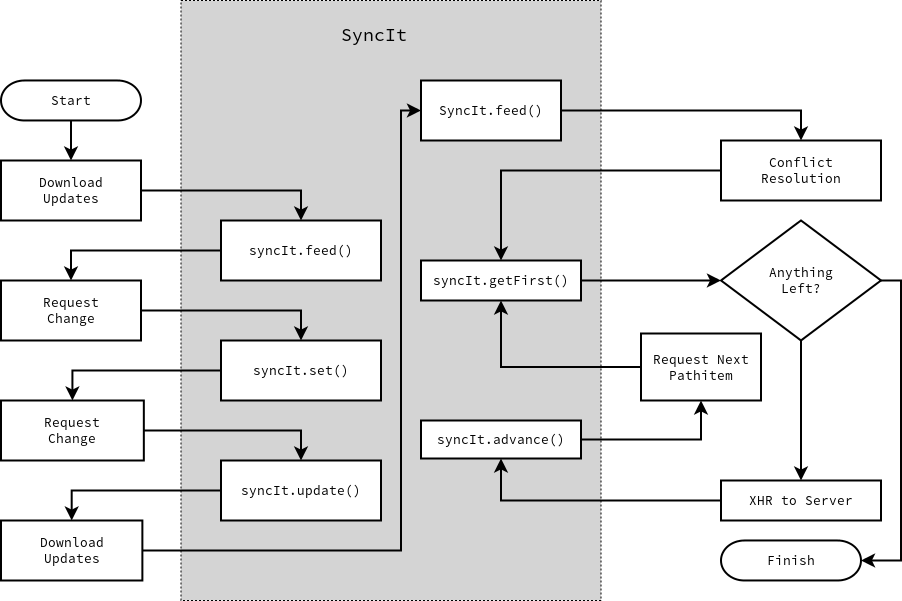 SyncIt
Start
Download
Updates
syncIt.feed()
Request
Change
syncIt.set()
Request
Change
syncIt.update()
Download
Updates
SyncIt.feed()
Conflict
Resolution
syncIt.getFirst()
Anything
Left?
Request Next
Pathitem
syncIt.advance()
XHR to Server
Finish